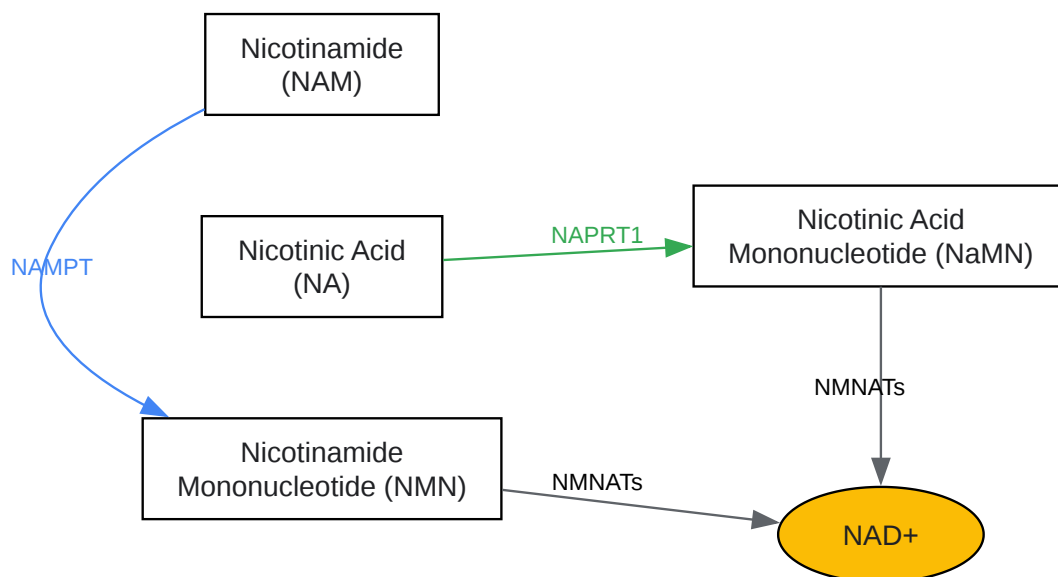 Nicotinamide
(NAM)
NAMPT
Nicotinic Acid
(NA)
NAPRT1
Nicotinic Acid
Mononucleotide (NaMN)
NMNATs
Nicotinamide
Mononucleotide (NMN)
NMNATs
NAD+